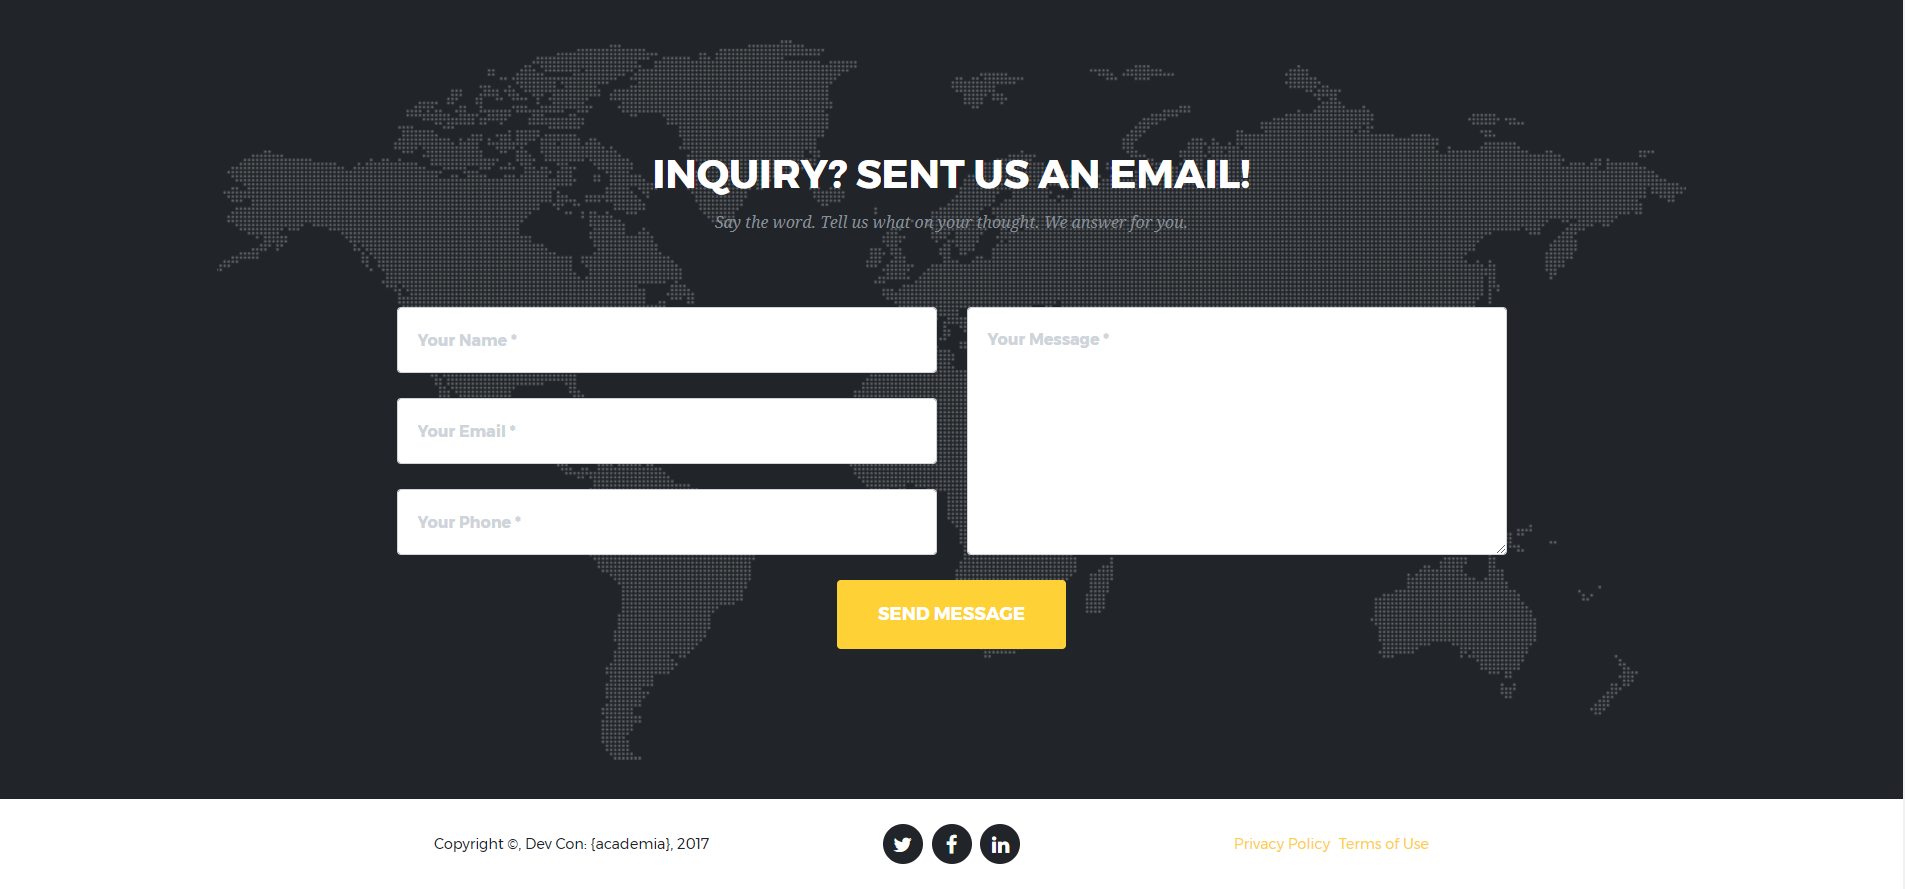 INQUIRY? SENT US AN EMAIL!
Say the word. Tell us what on your thought. We answer for you.
Your Name *
Your Email *
Your Phone *
Your Message *
SEND MESSAGE
Copyright ©, Dev Con: {academia}, 2017
Privacy Policy Terms of Use